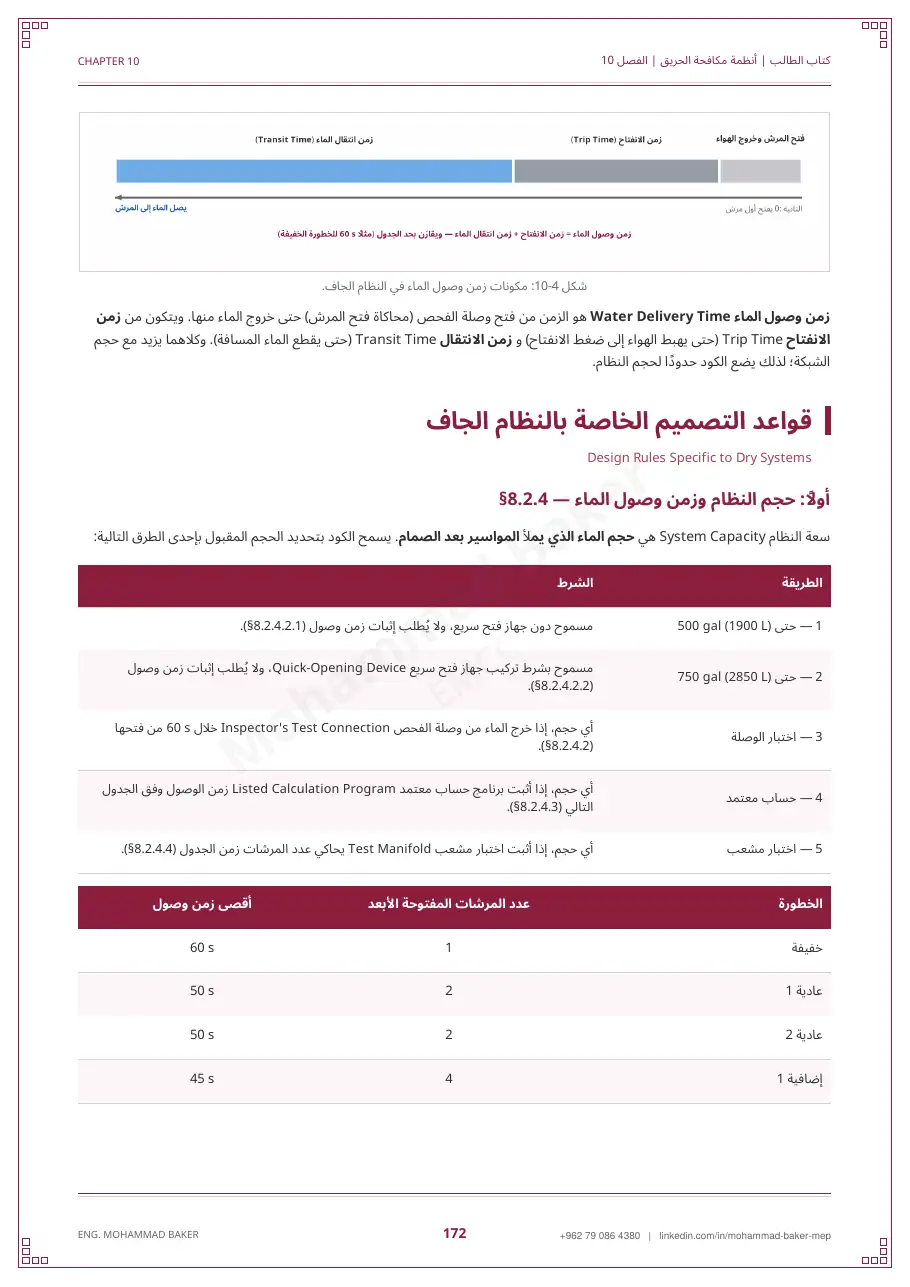 CHAPTER 10
كتاب الطالب | أنظمة مكافحة الحريق | الفصل 10
فتح المرش وخروج الهواء
زمن الانفتاح (Trip Time)
زمن انتقال الماء (Transit Time)
الثانية :0 يفتح أول مرش
يصل الماء إلى المرش
زمن وصول الماء = زمن الانفتاح + زمن انتقال الماء — ويقارَن بحد الجدول (مثلًا 60 s للخطورة الخفيفة)
شكل 4-10: مكونات زمن وصول الماء في النظام الجاف.
زمن وصول الماء Water Delivery Time هو الزمن من فتح وصلة الفحص (محاكاة فتح المرش) حتى خروج الماء منها. ويتكون من زمن
الانفتاح Trip Time (حتى يهبط الهواء إلى ضغط الانفتاح) و زمن الانتقال Transit Time (حتى يقطع الماء المسافة). وكلاهما يزيد مع حجم
الشبكة؛ لذلك يضع الكود حدودًا لحجم النظام.
قواعد التصميم الخاصة بالنظام الجاف
Design Rules Specific to Dry Systems
أولًا: حجم النظام وزمن وصول الماء — §8.2.4
سعة النظام System Capacity هي حجم الماء الذي يملأ المواسير بعد الصمام. يسمح الكود بتحديد الحجم المقبول بإحدى الطرق التالية:
الطريقة الشرط
1 — حتى 500 gal (1900 L) مسموح دون جهاز فتح سريع، ولا يُطلب إثبات زمن وصول (§8.2.4.2.1).
2 — حتى 750 gal (2850 L) مسموح بشرط تركيب جهاز فتح سريع Quick-Opening Device، ولا يُطلب إثبات زمن وصول
(§8.2.4.2.2).
3 — اختبار الوصلة أي حجم، إذا خرج الماء من وصلة الفحص Inspector's Test Connection خلال 60 s من فتحها
(§8.2.4.2).
4 — حساب معتمد أي حجم، إذا أثبت برنامج حساب معتمد Listed Calculation Program زمن الوصول وفق الجدول
التالي (§8.2.4.3).
5 — اختبار مشعب أي حجم، إذا أثبت اختبار مشعب Test Manifold يحاكي عدد المرشات زمن الجدول (§8.2.4.4).
الخطورة عدد المرشات المفتوحة الأبعد أقصى زمن وصول
خفيفة 1 60 s
عادية 1 2 50 s
عادية 2 2 50 s
إضافية 1 4 45 s
Mohammad baker
ENG
ENG. MOHAMMAD BAKER
172
+962 79 086 4380 | linkedin.com/in/mohammad-baker-mep